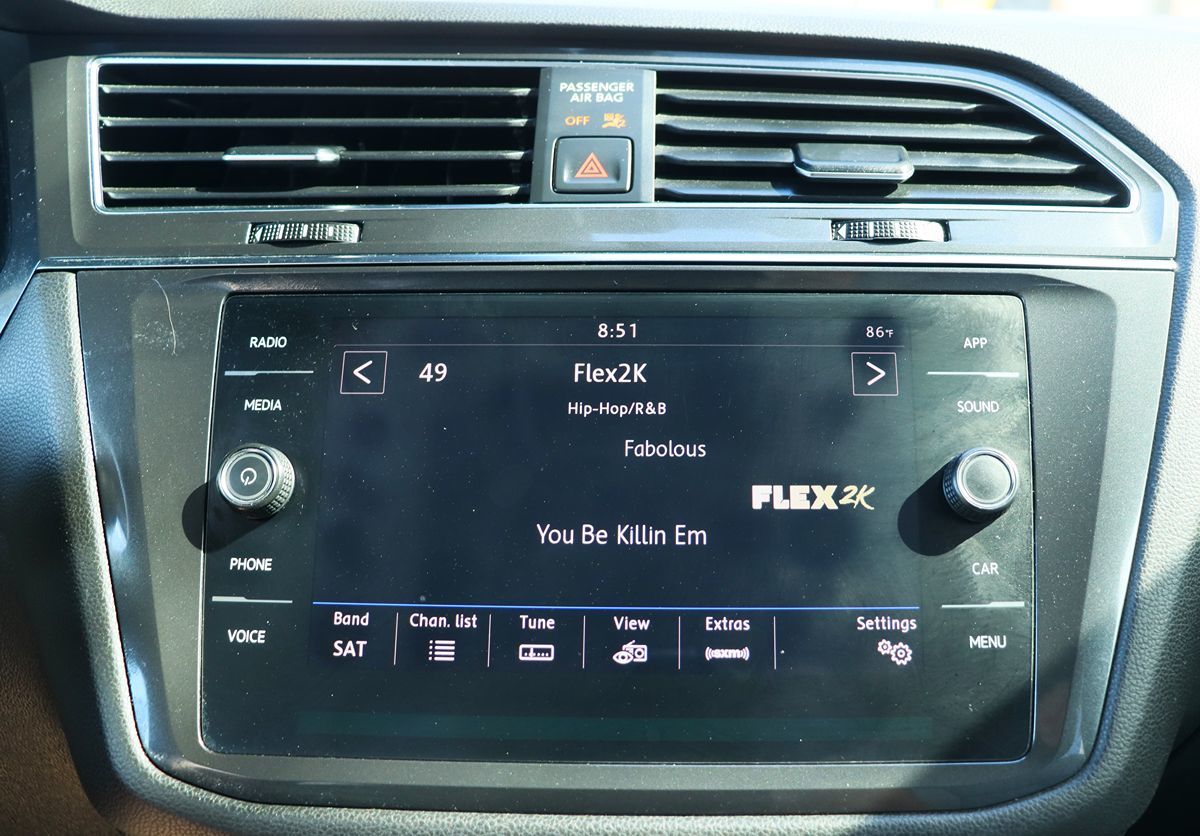 PASSENGER
AIR BAG
OFF
8:51
86°F
RADIO
MEDIA
PHONE
VOICE
49
Flex2K
Hip-Hop/R&B
Fabolous
FLEX2K
You Be Killin Em
Band
SAT
Chan. list
Tune
View
Extras
((sxm))
Settings
APP
SOUND
CAR
MENU